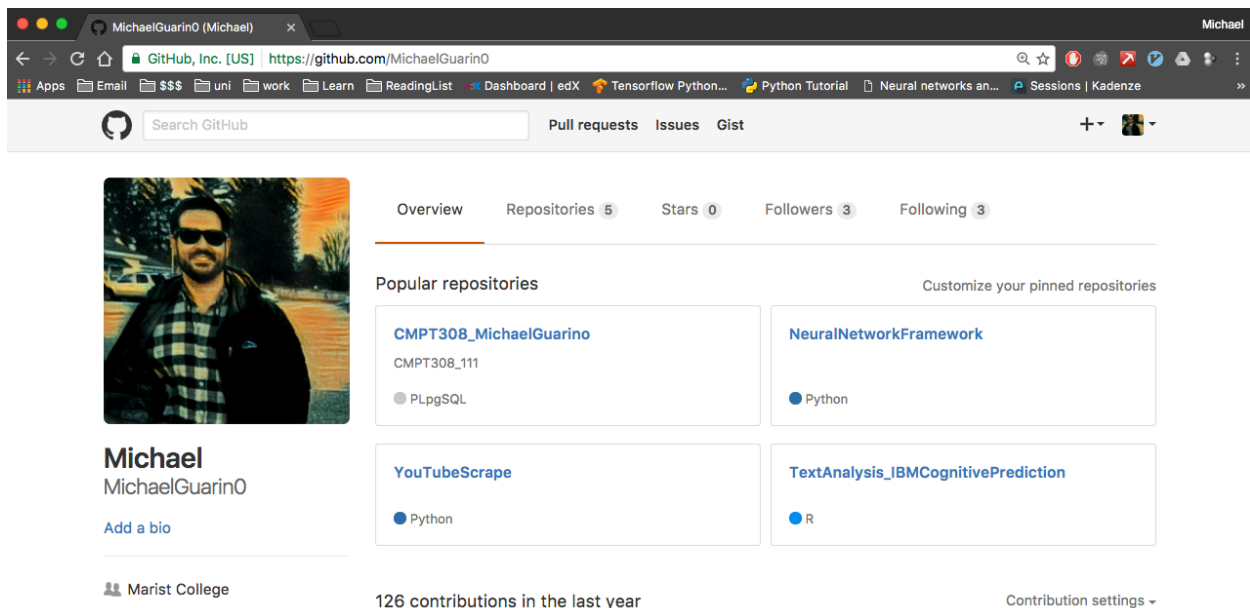 MichaelGuarin0 (Michael)
Michael
GitHub, Inc. [US] https://github.com/MichaelGuarin0
Apps Email $$$ uni work Learn ReadingList Dashboard | edX Tensorflow Python... Python Tutorial Neural networks an... Sessions | Kadenze »
Search GitHub Pull requests Issues Gist
Overview Repositories 5 Stars 0 Followers 3 Following 3
Popular repositories Customize your pinned repositories
CMPT308_MichaelGuarino
CMPT308_111
PLpgSQL
NeuralNetworkFramework
Python
YouTubeScrape
Python
TextAnalysis_IBMCognitivePrediction
R
Michael
MichaelGuarin0
Add a bio
Marist College
126 contributions in the last year Contribution settings